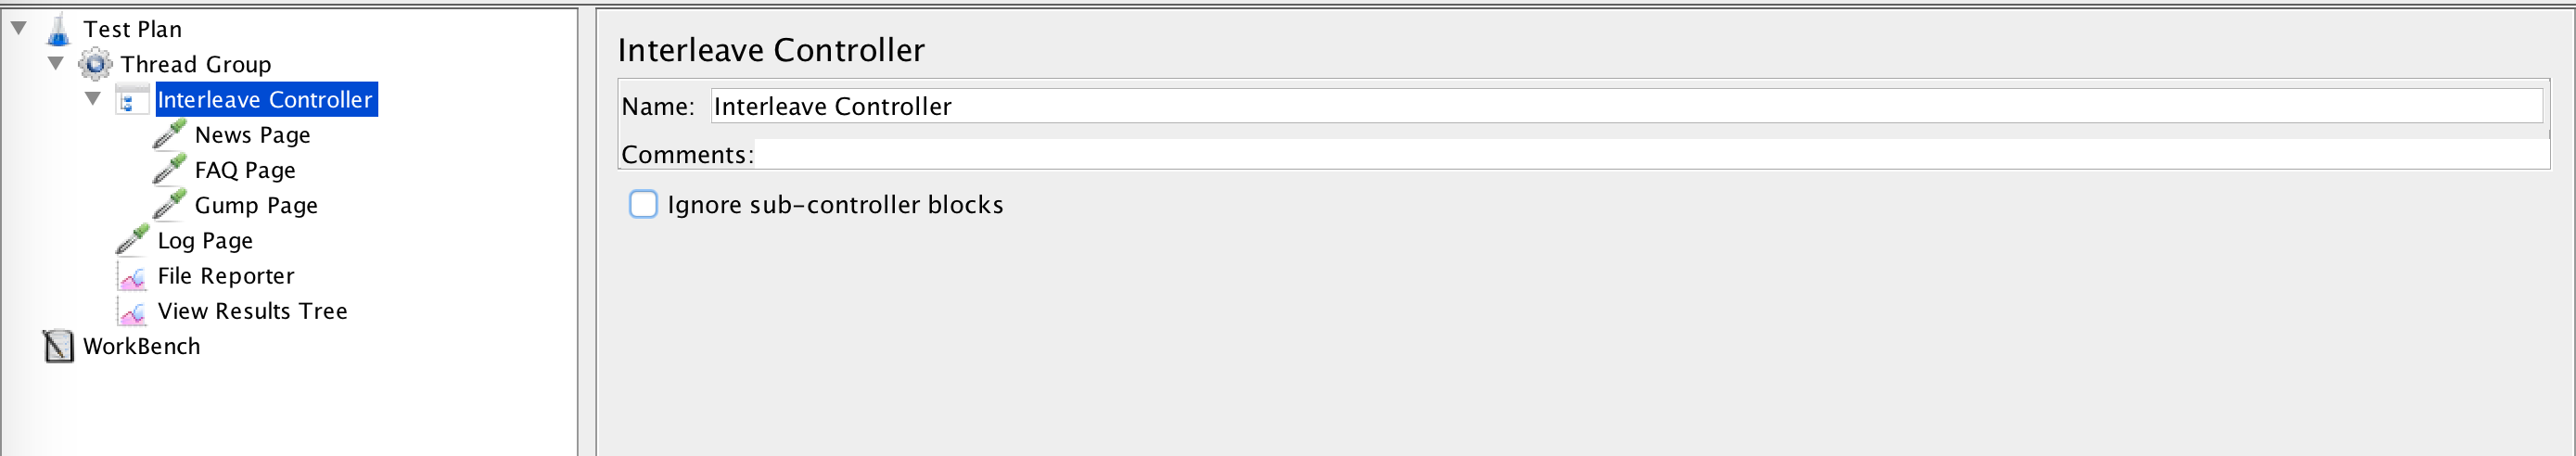 Test Plan
Thread Group
Interleave Controller
News Page
FAQ Page
Gump Page
Log Page
File Reporter
View Results Tree
WorkBench
Interleave Controller
Name: Interleave Controller
Comments:
Ignore sub-controller blocks